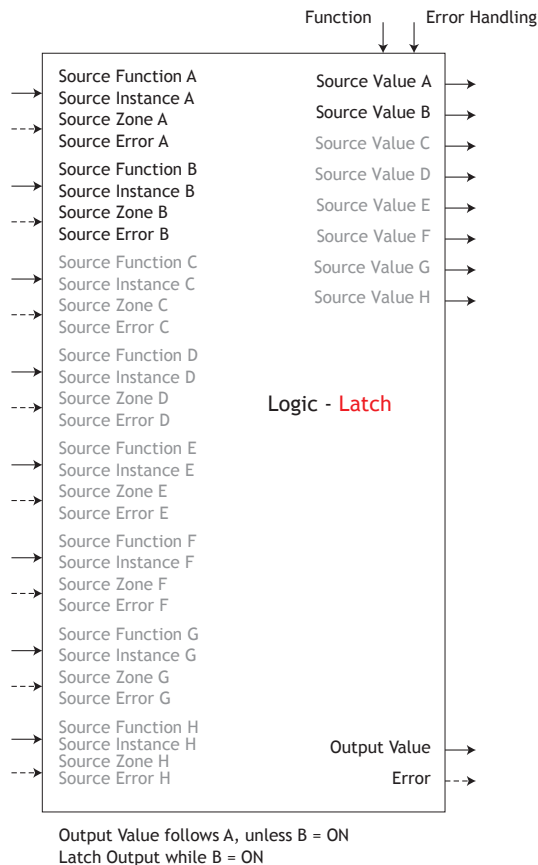 Function
Error Handling
Source Function A
Source Instance A
Source Zone A
Source Error A
Source Function B
Source Instance B
Source Zone B
Source Error B
Source Function C
Source Instance C
Source Zone C
Source Error C
Source Function D
Source Instance D
Source Zone D
Source Error D
Source Function E
Source Instance E
Source Zone E
Source Error E
Source Function F
Source Instance F
Source Zone F
Source Error F
Source Function G
Source Instance G
Source Zone G
Source Error G
Source Function H
Source Instance H
Source Zone H
Source Error H
Source Value A
Source Value B
Source Value C
Source Value D
Source Value E
Source Value F
Source Value G
Source Value H
Logic - Latch
Output Value
Error
Output Value follows A, unless B = ON
Latch Output while B = ON